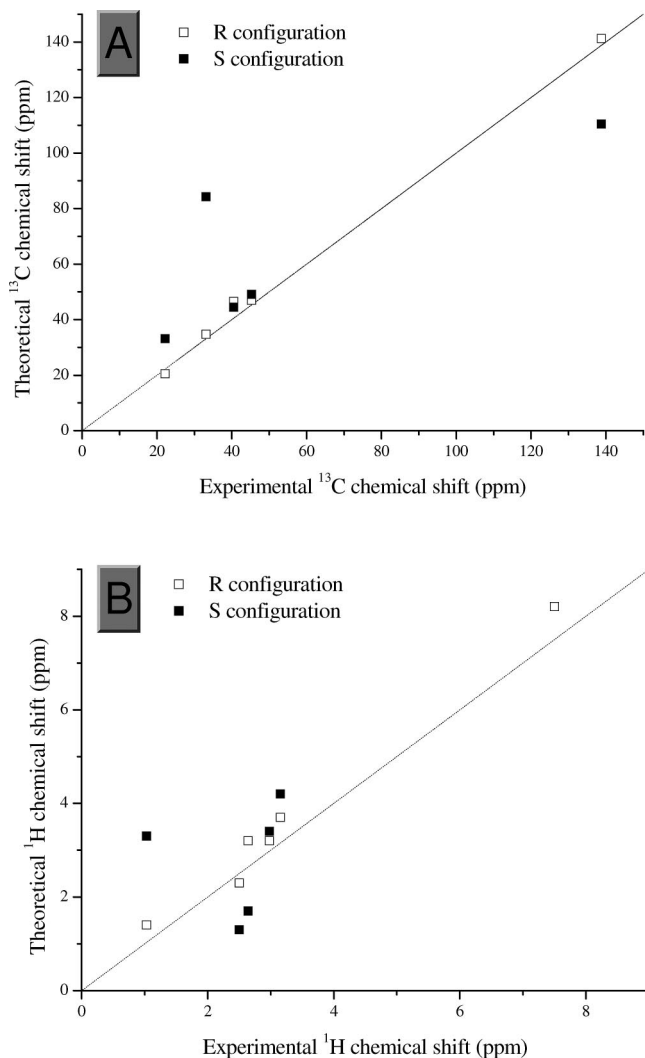 A
R configuration
S configuration
Theoretical ¹³C chemical shift (ppm)
140
120
100
80
60
40
20
0
0 20 40 60 80 100 120 140
Experimental ¹³C chemical shift (ppm)
B
R configuration
S configuration
Theoretical ¹H chemical shift (ppm)
8
6
4
2
0
0 2 4 6 8
Experimental ¹H chemical shift (ppm)